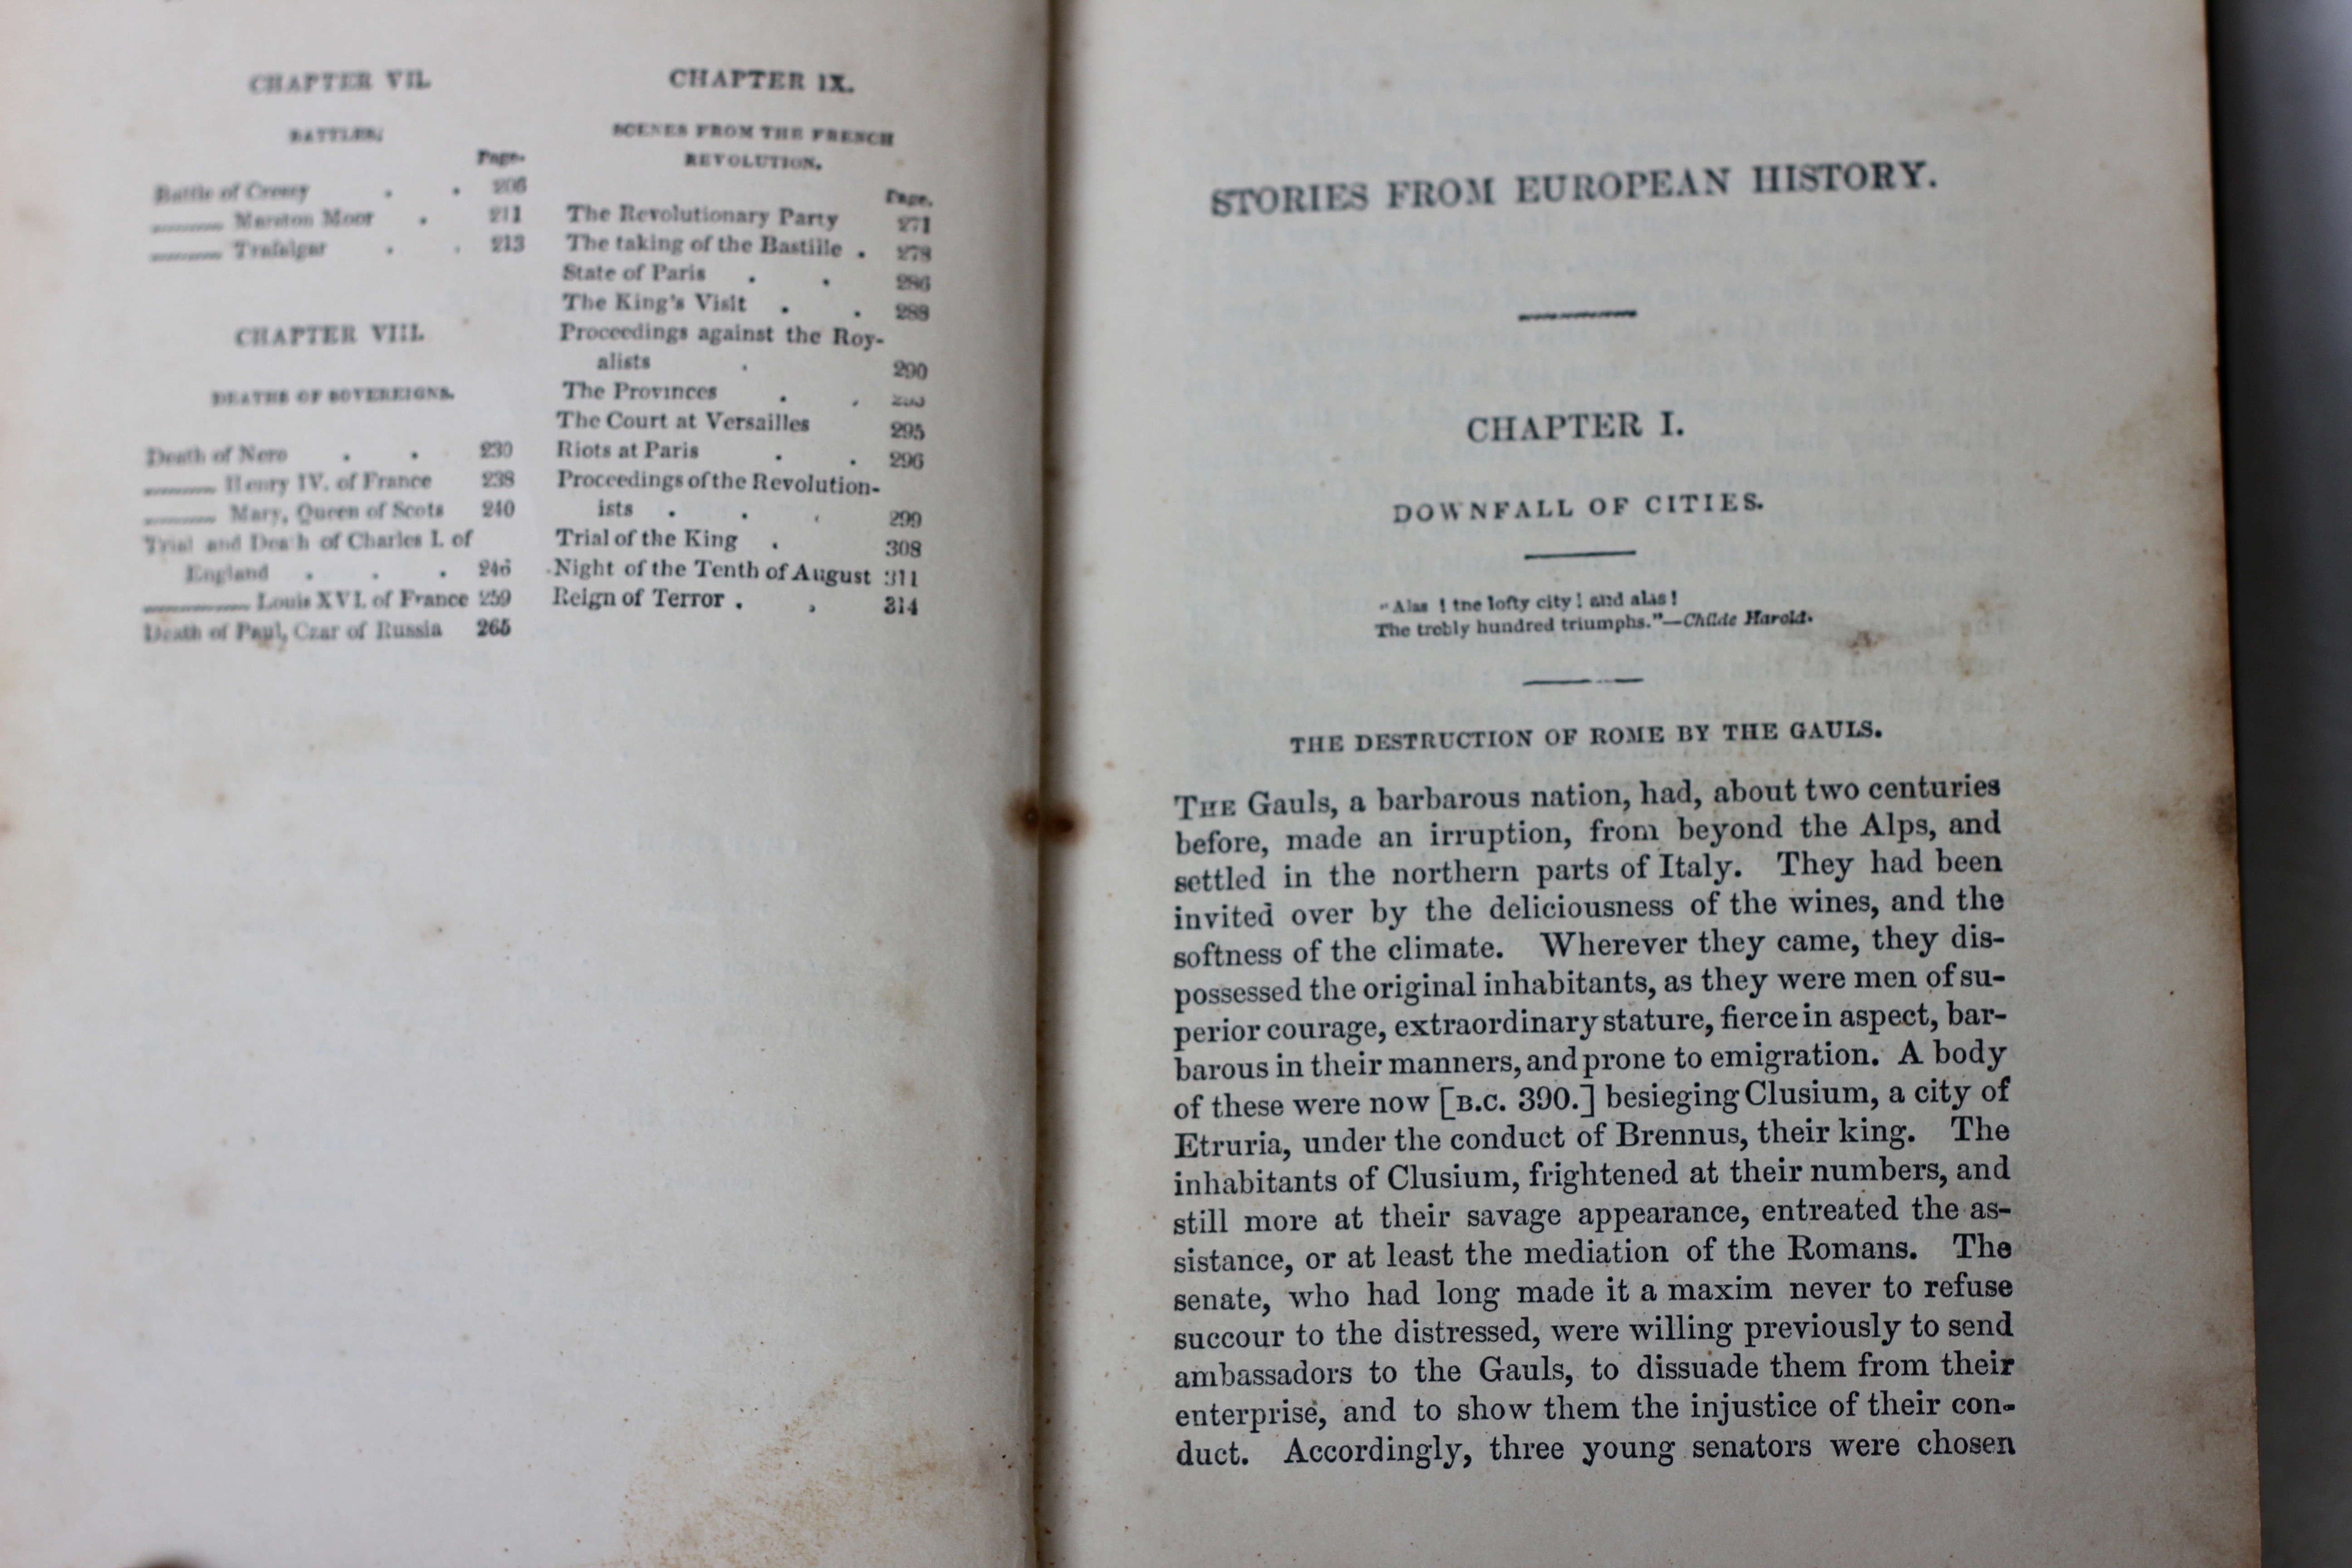 CHAPTER VII.
BATTLES.
Page.
Battle of Cressy . . 206
——— Marston Moor . 211
——— Trafalgar . . 213
CHAPTER VIII.
DEATHS OF SOVEREIGNS.
Death of Nero . . 230
——— Henry IV. of France 238
——— Mary, Queen of Scots 240
Trial and Death of Charles I. of
England . . . 246
——— Louis XVI. of France 259
Death of Paul, Czar of Russia 265
CHAPTER IX.
SCENES FROM THE FRENCH
REVOLUTION.
Page.
The Revolutionary Party 271
The taking of the Bastille . 278
State of Paris . . 286
The King's Visit . . 288
Proceedings against the Roy-
alists . 290
The Provinces . .
The Court at Versailles 295
Riots at Paris . . 296
Proceedings of the Revolution-
ists . . . 299
Trial of the King . 308
Night of the Tenth of August 311
Reign of Terror . . 314
STORIES FROM EUROPEAN HISTORY.
CHAPTER I.
DOWNFALL OF CITIES.
"Alas ! the lofty city ! and alas !
The trebly hundred triumphs."—Childe Harold.
THE DESTRUCTION OF ROME BY THE GAULS.
THE Gauls, a barbarous nation, had, about two centuries
before, made an irruption, from beyond the Alps, and
settled in the northern parts of Italy. They had been
invited over by the deliciousness of the wines, and the
softness of the climate. Wherever they came, they dis-
possessed the original inhabitants, as they were men of su-
perior courage, extraordinary stature, fierce in aspect, bar-
barous in their manners, and prone to emigration. A body
of these were now [B.C. 390.] besieging Clusium, a city of
Etruria, under the conduct of Brennus, their king. The
inhabitants of Clusium, frightened at their numbers, and
still more at their savage appearance, entreated the as-
sistance, or at least the mediation of the Romans. The
senate, who had long made it a maxim never to refuse
succour to the distressed, were willing previously to send
ambassadors to the Gauls, to dissuade them from their
enterprise, and to show them the injustice of their con-
duct. Accordingly, three young senators were chosen